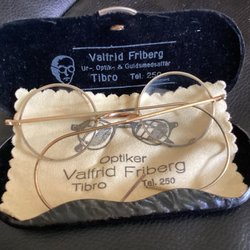 Valfrid Friberg
Ur-, Optik- & Guldsmedsaffär
Tibro Tel. 250
Optiker
Valfrid Friberg
Tibro Tel. 250